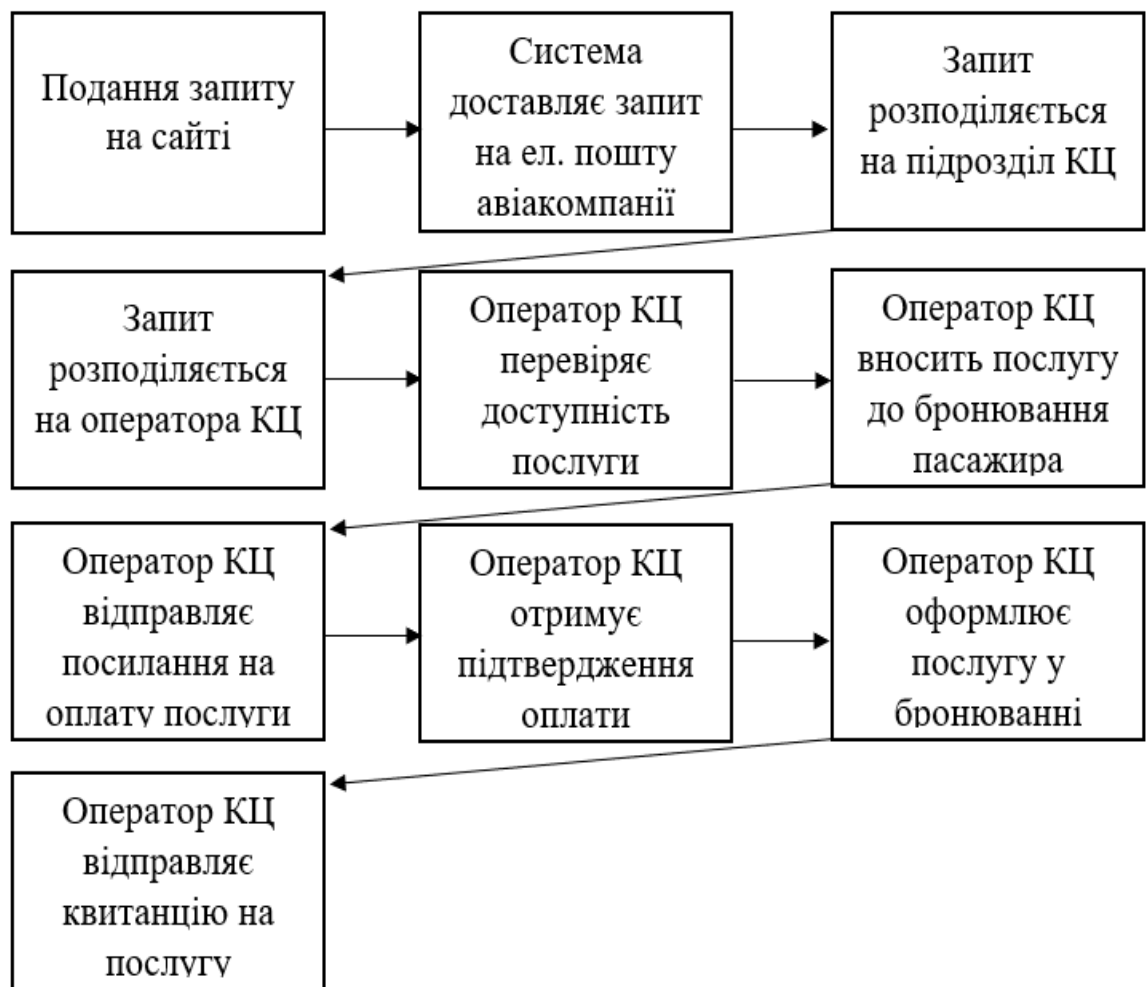 Подання запиту
на сайті
Система
доставляє запит
на ел. пошту
авіакомпанії
Запит
розподіляється
на підрозділ КЦ
Запит
розподіляється
на оператора КЦ
Оператор КЦ
перевіряє
доступність
послуги
Оператор КЦ
вносить послугу
до бронювання
пасажира
Оператор КЦ
відправляє
посилання на
оплату послуги
Оператор КЦ
отримує
підтвердження
оплати
Оператор КЦ
оформлює
послугу у
бронюванні
Оператор КЦ
відправляє
квитанцію на
послугу